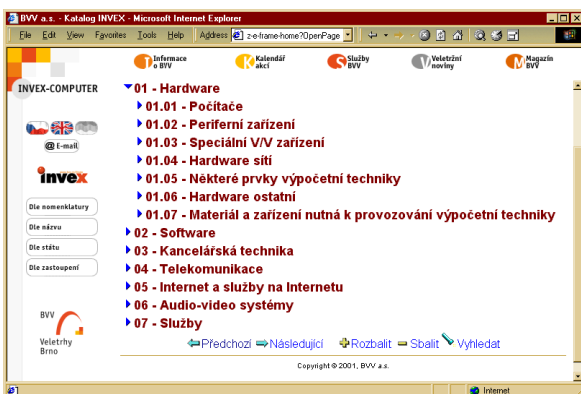 BVV a.s. - Katalog INVEX - Microsoft Internet Explorer
File Edit View Favorites Tools Help Address z-e-frame-home?OpenPage
Informace o BVV
Kalendář akcí
Služby BVV
Veletržní noviny
Magazín BVV
INVEX-COMPUTER
@ E-mail
invex
Dle nomenklatury
Dle názvu
Dle státu
Dle zastoupení
BVV
Veletrhy
Brno
01 - Hardware
01.01 - Počítače
01.02 - Periferní zařízení
01.03 - Speciální V/V zařízení
01.04 - Hardware sítí
01.05 - Některé prvky výpočetní techniky
01.06 - Hardware ostatní
01.07 - Materiál a zařízení nutná k provozování výpočetní techniky
02 - Software
03 - Kancelářská technika
04 - Telekomunikace
05 - Internet a služby na Internetu
06 - Audio-video systémy
07 - Služby
Předchozí Následující Rozbalit Sbalit Vyhledat
Copyright © 2001, BVV a.s.
Internet